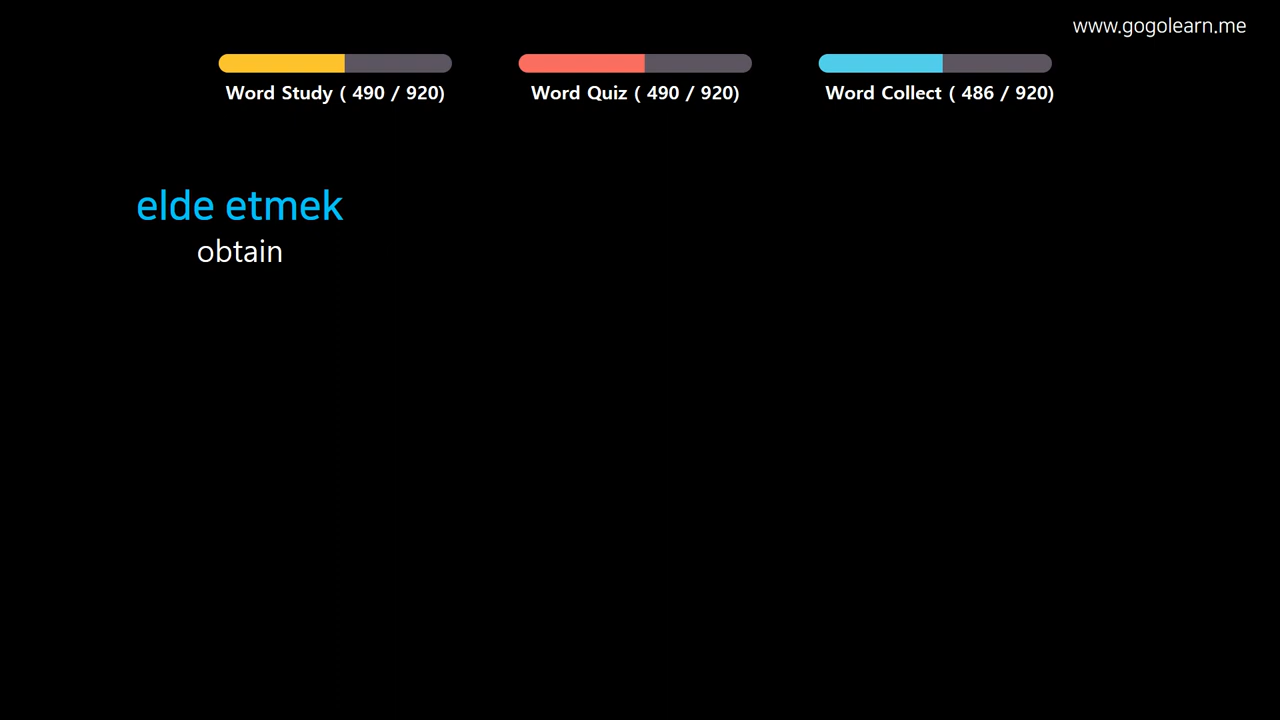 www.gogolearn.me
Word Study ( 490 / 920)
Word Quiz ( 490 / 920)
Word Collect ( 486 / 920)
elde etmek
obtain